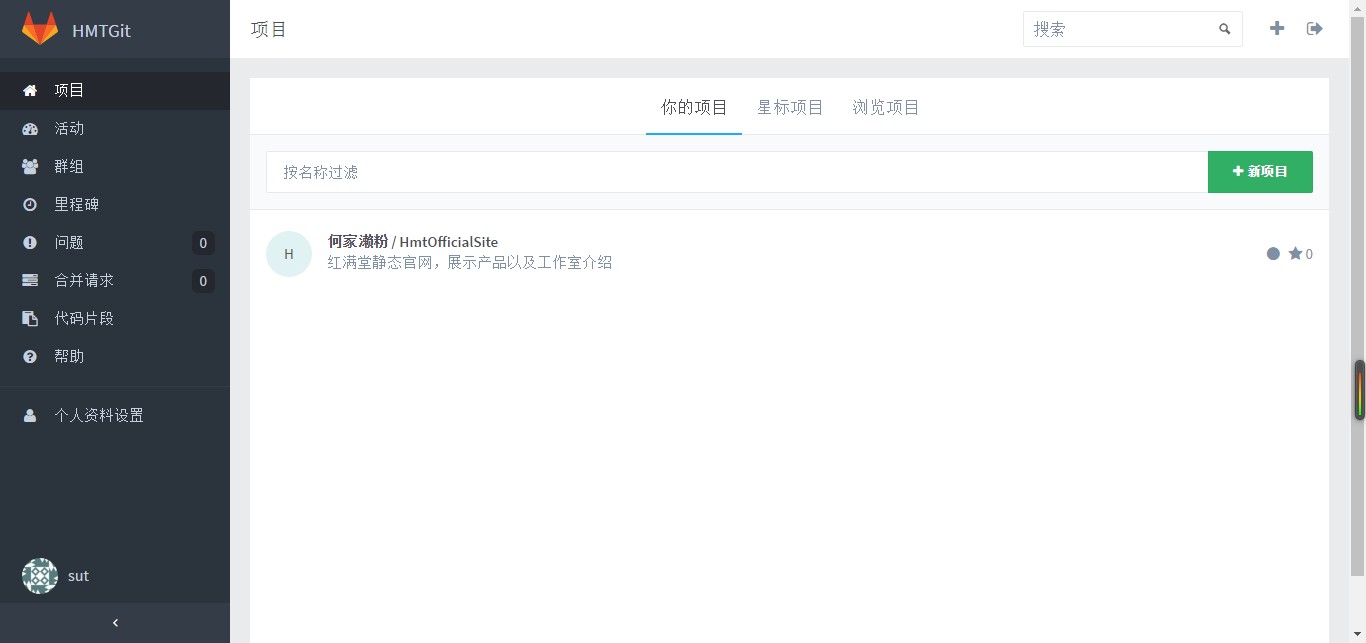 HMTGit
项目
活动
群组
里程碑
问题 0
合并请求 0
代码片段
帮助
个人资料设置
sut
项目
搜索
你的项目 星标项目 浏览项目
按名称过滤
新项目
H
何家瀨粉 / HmtOfficialSite
红满堂静态官网，展示产品以及工作室介绍
0